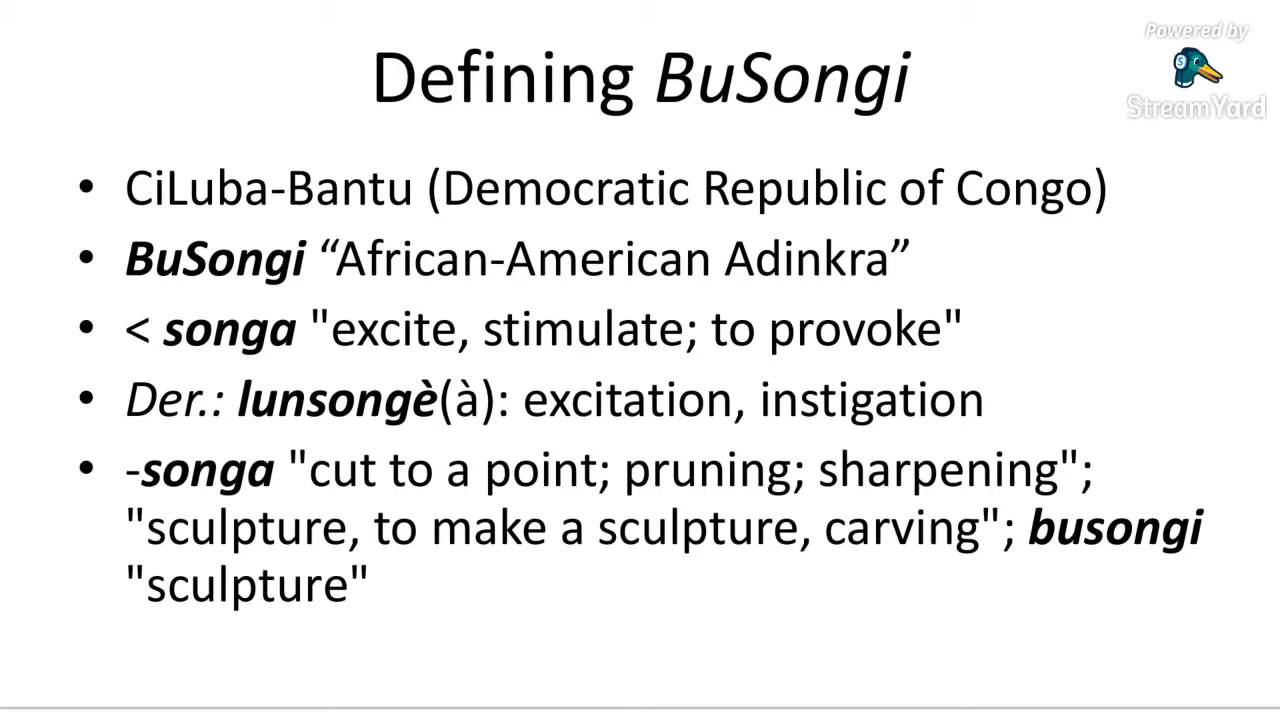 Powered by
StreamYard
Defining BuSongi
• CiLuba-Bantu (Democratic Republic of Congo)
• BuSongi “African-American Adinkra”
• < songa "excite, stimulate; to provoke"
• Der.: lunsongè(à): excitation, instigation
• -songa "cut to a point; pruning; sharpening";
"sculpture, to make a sculpture, carving"; busongi
"sculpture"